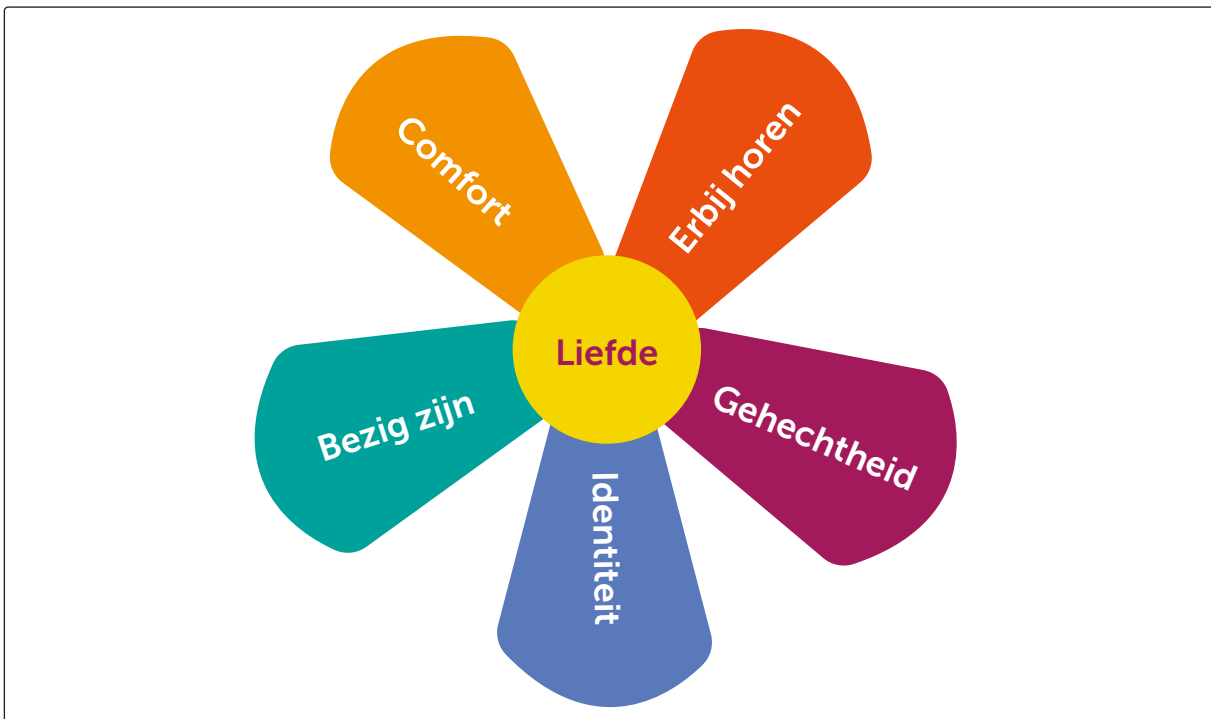 Comfort
Erbij horen
Liefde
Bezig zijn
Gehechtheid
Identiteit